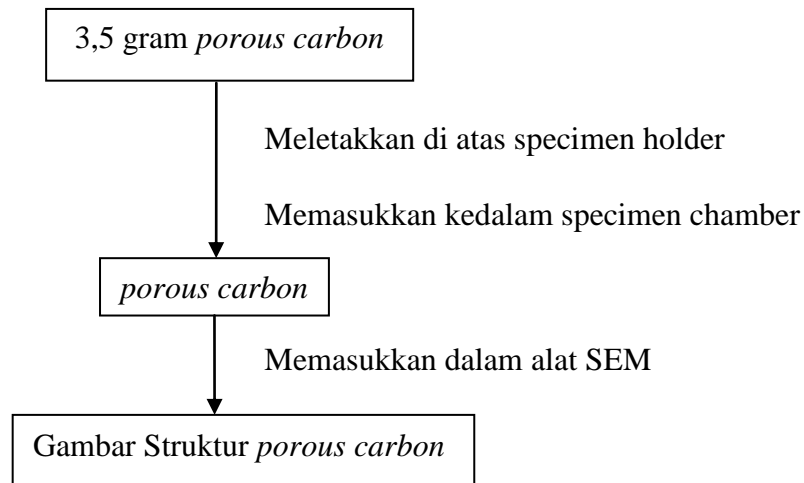 3,5 gram porous carbon
Meletakkan di atas specimen holder
Memasukkan kedalam specimen chamber
porous carbon
Memasukkan dalam alat SEM
Gambar Struktur porous carbon